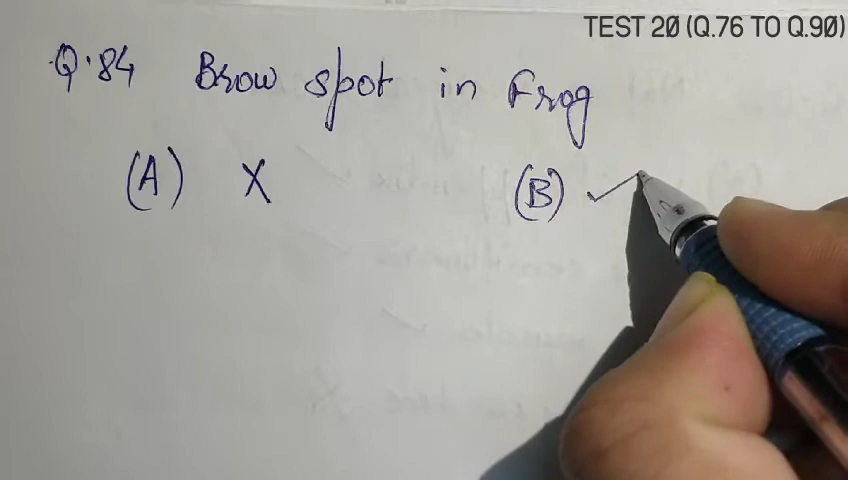 TEST 20 (Q.76 TO Q.90)
Q.84 Brow spot in Frog
(A) X (B) ✓